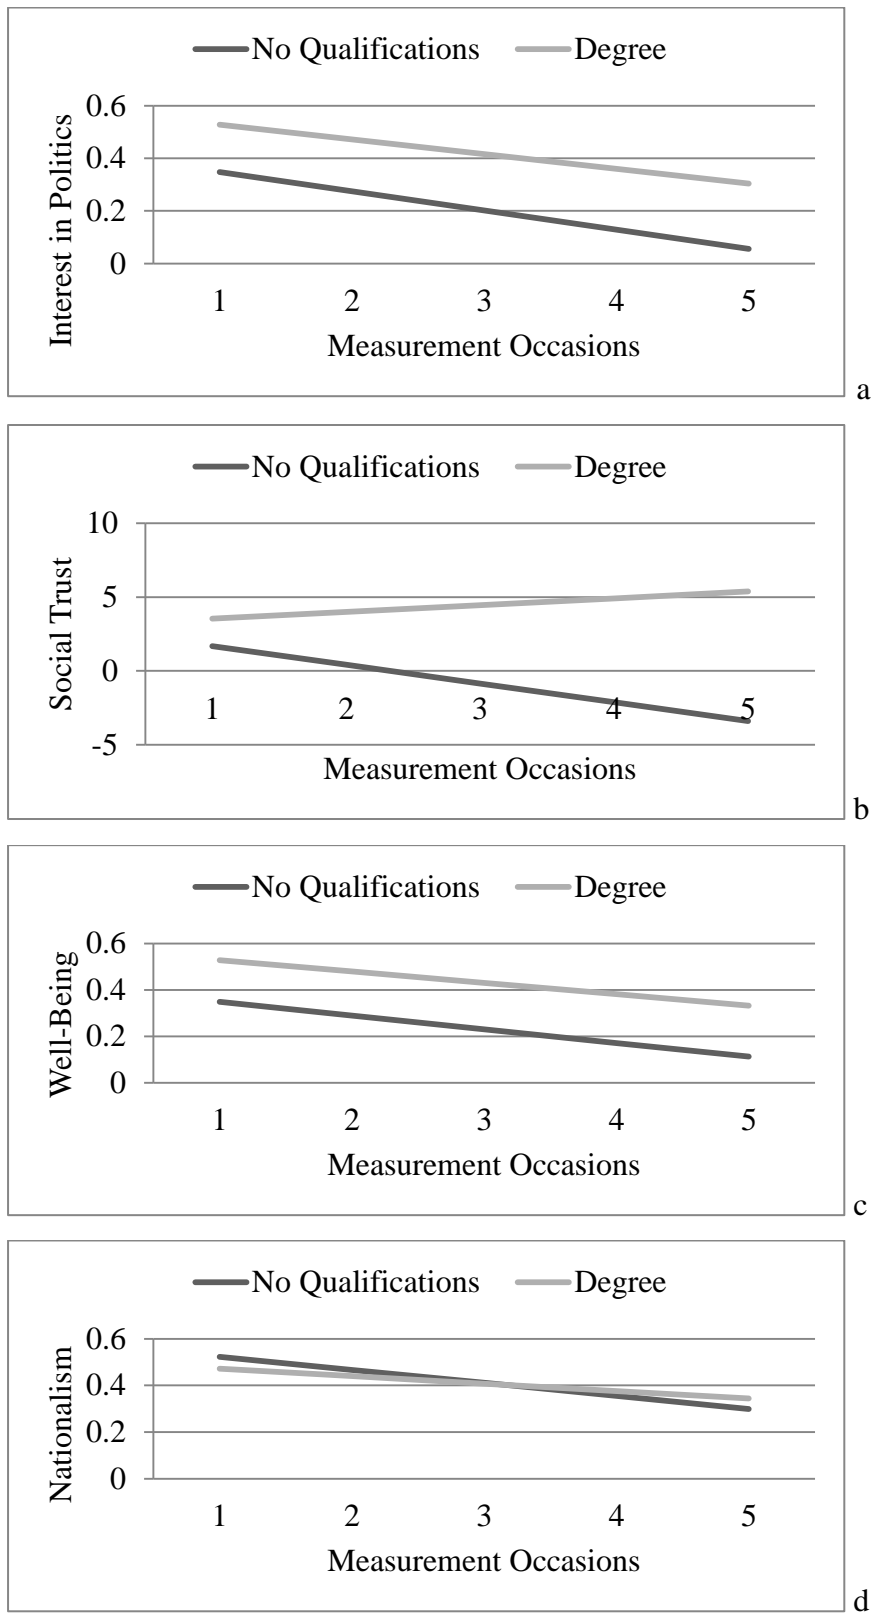 No Qualifications Degree
0.6
0.4
0.2
0
Interest in Politics
1 2 3 4 5
Measurement Occasions
a
No Qualifications Degree
10
5
0
-5
Social Trust
1 2 3 4 5
Measurement Occasions
b
No Qualifications Degree
0.6
0.4
0.2
0
Well-Being
1 2 3 4 5
Measurement Occasions
c
No Qualifications Degree
0.6
0.4
0.2
0
Nationalism
1 2 3 4 5
Measurement Occasions
d